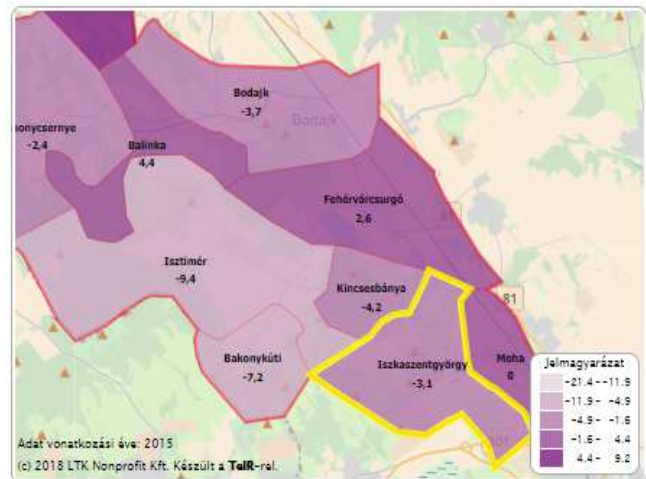 Bodajk
-3,7
Bodajk
onycsernye
-2,4
Balinka
4,4
Fehérvárcsurgó
2,6
Isztimér
-9,4
Kincsesbánya
-4,2
81
Bakonykúti
-7,2
Iszkaszentgyörgy
-3,1
Moha
0
Jelmagyarázat
-21.4 - -11.9
-11.9 - -4.9
-4.9 - -1.6
-1.6 - 4.4
4.4 - 9.2
Adat vonatkozási éve: 2015
(c) 2018 LTK Nonprofit Kft. Készült a TeIR-rel.